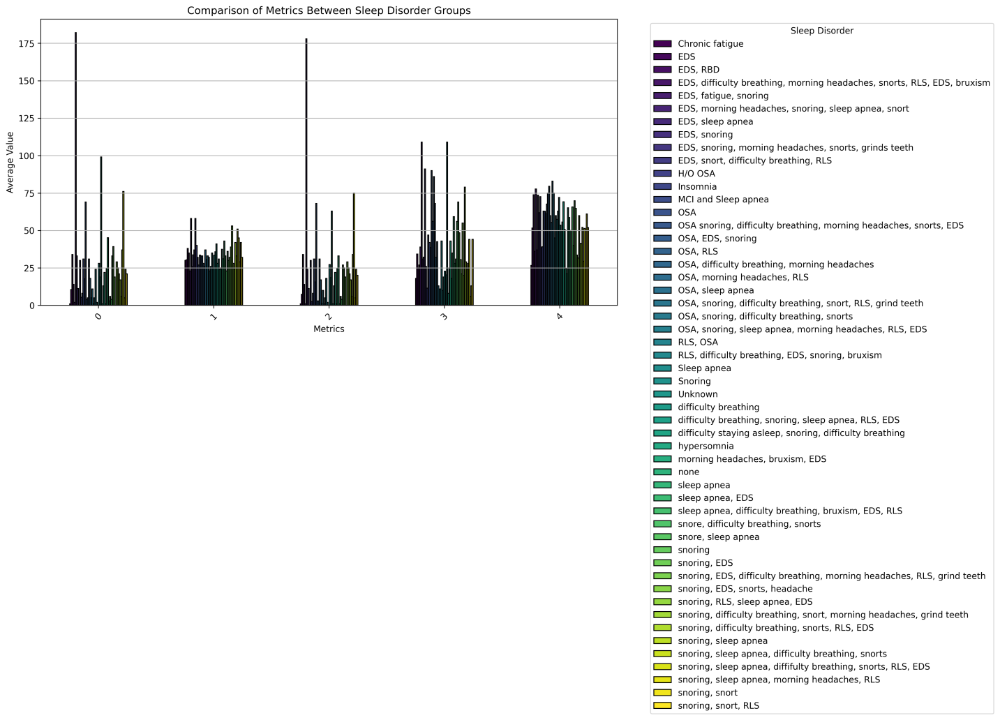 Comparison of Metrics Between Sleep Disorder Groups
175
150
125
100
75
50
25
0
Average Value
0
1
2
3
4
Metrics
Sleep Disorder
Chronic fatigue
EDS
EDS, RBD
EDS, difficulty breathing, morning headaches, snorts, RLS, EDS, bruxism
EDS, fatigue, snoring
EDS, morning headaches, snoring, sleep apnea, snort
EDS, sleep apnea
EDS, snoring
EDS, snoring, morning headaches, snorts, grinds teeth
EDS, snort, difficulty breathing, RLS
H/O OSA
Insomnia
MCI and Sleep apnea
OSA
OSA snoring, difficulty breathing, morning headaches, snorts, EDS
OSA, EDS, snoring
OSA, RLS
OSA, difficulty breathing, morning headaches
OSA, morning headaches, RLS
OSA, sleep apnea
OSA, snoring, difficulty breathing, snort, RLS, grind teeth
OSA, snoring, difficulty breathing, snorts
OSA, snoring, sleep apnea, morning headaches, RLS, EDS
RLS, OSA
RLS, difficulty breathing, EDS, snoring, bruxism
Sleep apnea
Snoring
Unknown
difficulty breathing
difficulty breathing, snoring, sleep apnea, RLS, EDS
difficulty staying asleep, snoring, difficulty breathing
hypersomnia
morning headaches, bruxism, EDS
none
sleep apnea
sleep apnea, EDS
sleep apnea, difficulty breathing, bruxism, EDS, RLS
snore, difficulty breathing, snorts
snore, sleep apnea
snoring
snoring, EDS
snoring, EDS, difficulty breathing, morning headaches, RLS, grind teeth
snoring, EDS, snorts, headache
snoring, RLS, sleep apnea, EDS
snoring, difficulty breathing, snort, morning headaches, grind teeth
snoring, difficulty breathing, snorts, RLS, EDS
snoring, sleep apnea
snoring, sleep apnea, difficulty breathing, snorts
snoring, sleep apnea, diffifulty breathing, snorts, RLS, EDS
snoring, sleep apnea, morning headaches, RLS
snoring, snort
snoring, snort, RLS